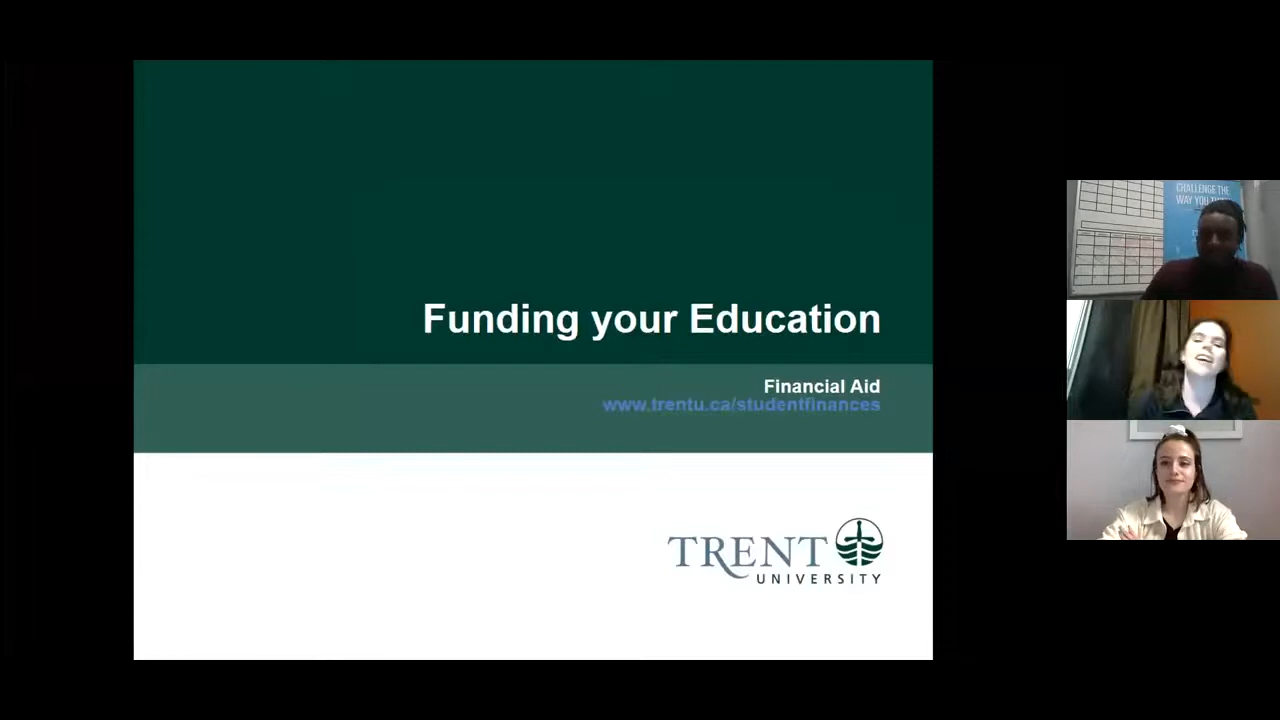 Funding your Education
Financial Aid
www.trentu.ca/studentfinances
TRENT
UNIVERSITY
CHALLENGE THE
WAY YOU